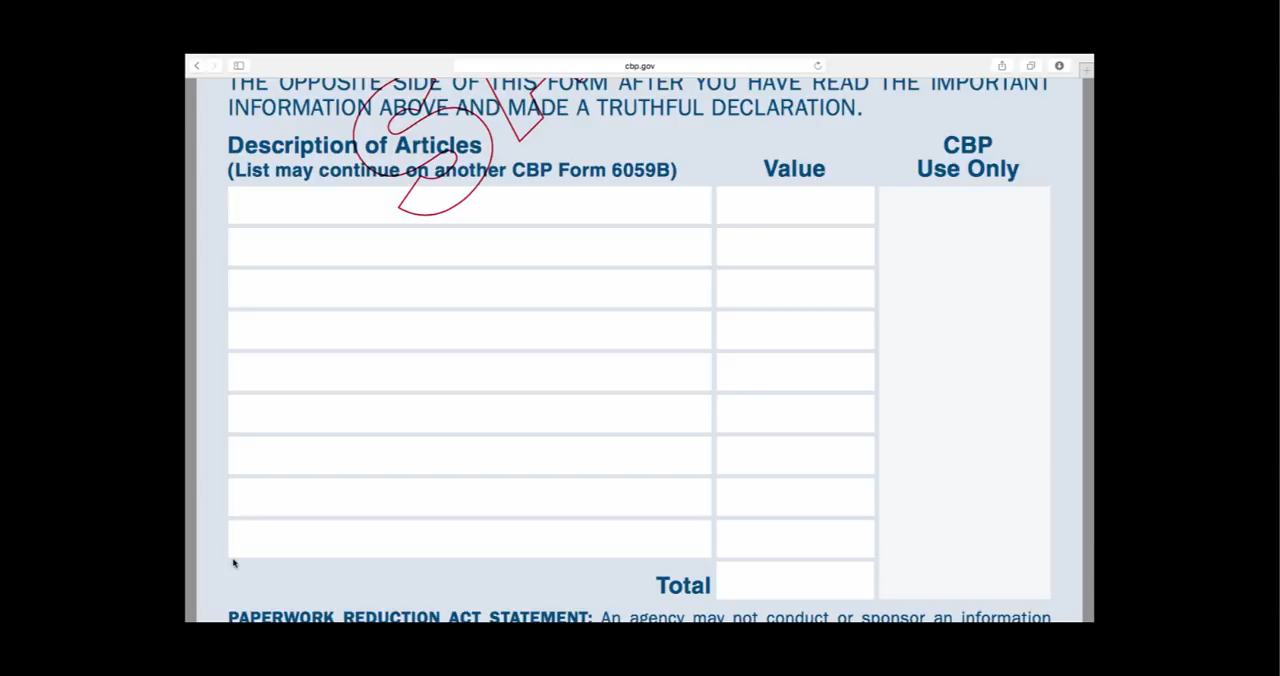 cbp.gov
THE OPPOSITE SIDE OF THIS FORM AFTER YOU HAVE READ THE IMPORTANT
INFORMATION ABOVE AND MADE A TRUTHFUL DECLARATION.
Description of Articles
(List may continue on another CBP Form 6059B)
Value
CBP
Use Only
Total
PAPERWORK REDUCTION ACT STATEMENT: An agency may not conduct or sponsor an information